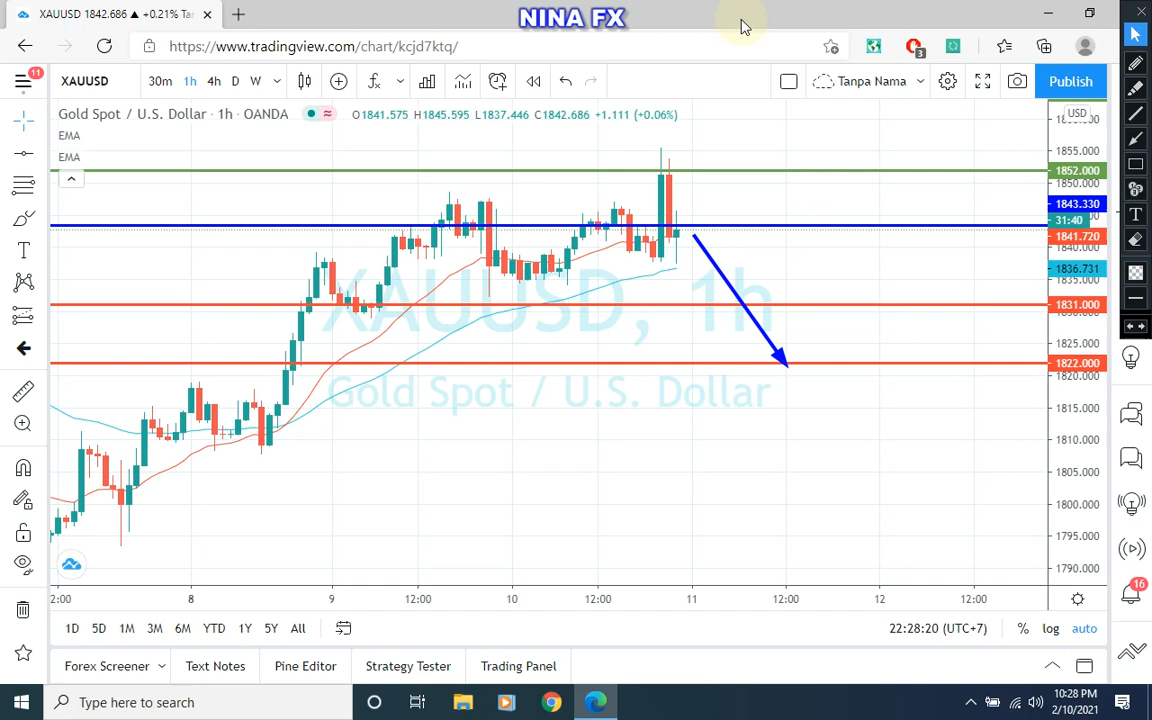 XAUUSD 1842.686 ▲ +0.21% Tar
NINA FX
https://www.tradingview.com/chart/kcjd7ktq/
3
11
XAUUSD 30m 1h 4h D W Tanpa Nama Publish
Gold Spot / U.S. Dollar · 1h · OANDA O1841.575 H1845.595 L1837.446 C1842.686 +1.111 (+0.06%)
USD
EMA
EMA
1855.000
1852.000
1850.000
1843.330
31:40
1841.720
1840.000
1836.731
1835.000
1831.000
1825.000
1822.000
1820.000
1815.000
1810.000
1805.000
1800.000
1795.000
1790.000
XAUUSD, 1h
Gold Spot / U.S. Dollar
2:00 8 9 12:00 10 12:00 11 12:00 12 12:00
16
1D 5D 1M 3M 6M YTD 1Y 5Y All 22:28:20 (UTC+7) % log auto
Forex Screener Text Notes Pine Editor Strategy Tester Trading Panel
Type here to search
10:28 PM
2/10/2021